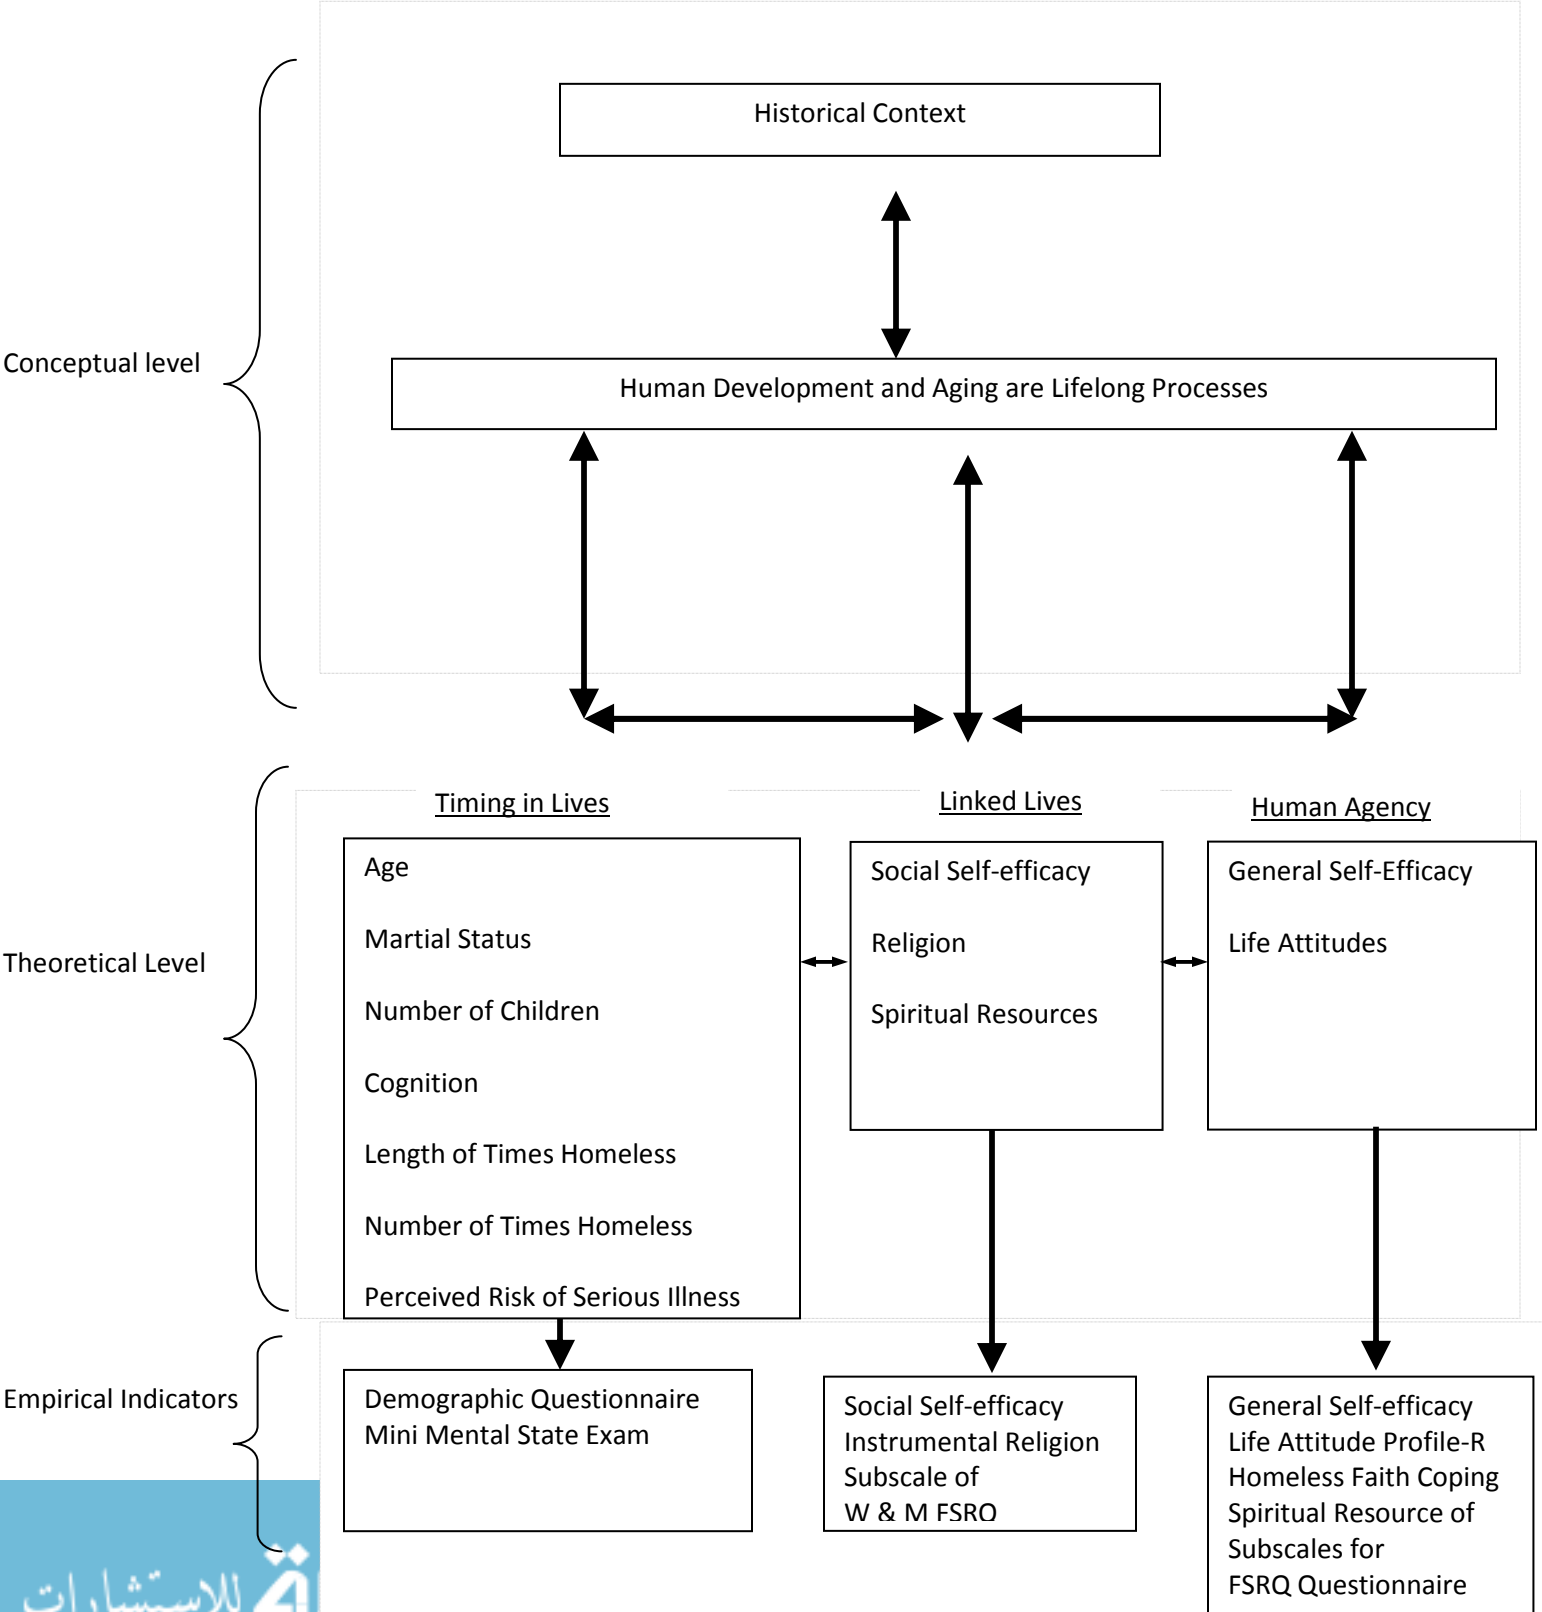 Historical Context
Conceptual level
Human Development and Aging are Lifelong Processes
Timing in Lives
Linked Lives
Human Agency
Theoretical Level
Age
Martial Status
Number of Children
Cognition
Length of Times Homeless
Number of Times Homeless
Perceived Risk of Serious Illness
Social Self-efficacy
Religion
Spiritual Resources
General Self-Efficacy
Life Attitudes
Empirical Indicators
Demographic Questionnaire
Mini Mental State Exam
Social Self-efficacy
Instrumental Religion
Subscale of
W & M FSRQ
General Self-efficacy
Life Attitude Profile-R
Homeless Faith Coping
Spiritual Resource of
Subscales for
FSRQ Questionnaire
للاستشارات